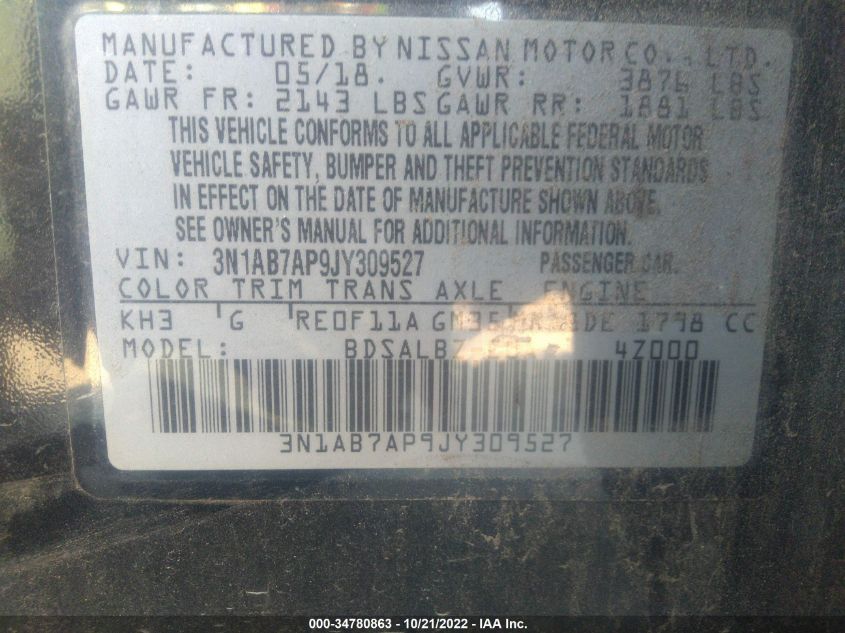 MANUFACTURED BY NISSAN MOTOR CO., LTD.
DATE: 05/18. GVWR: 3876 LBS
GAWR FR: 2143 LBS GAWR RR: 1881 LBS
THIS VEHICLE CONFORMS TO ALL APPLICABLE FEDERAL MOTOR
VEHICLE SAFETY, BUMPER AND THEFT PREVENTION STANDARDS
IN EFFECT ON THE DATE OF MANUFACTURE SHOWN ABOVE.
SEE OWNER'S MANUAL FOR ADDITIONAL INFORMATION.
VIN: 3N1AB7AP9JY309527 PASSENGER CAR.
COLOR TRIM TRANS AXLE ENGINE
KH3 G RE0F11A 1798 CC
MODEL: 4Z000
3N1AB7AP9JY309527
000-34780863 - 10/21/2022 - IAA Inc.